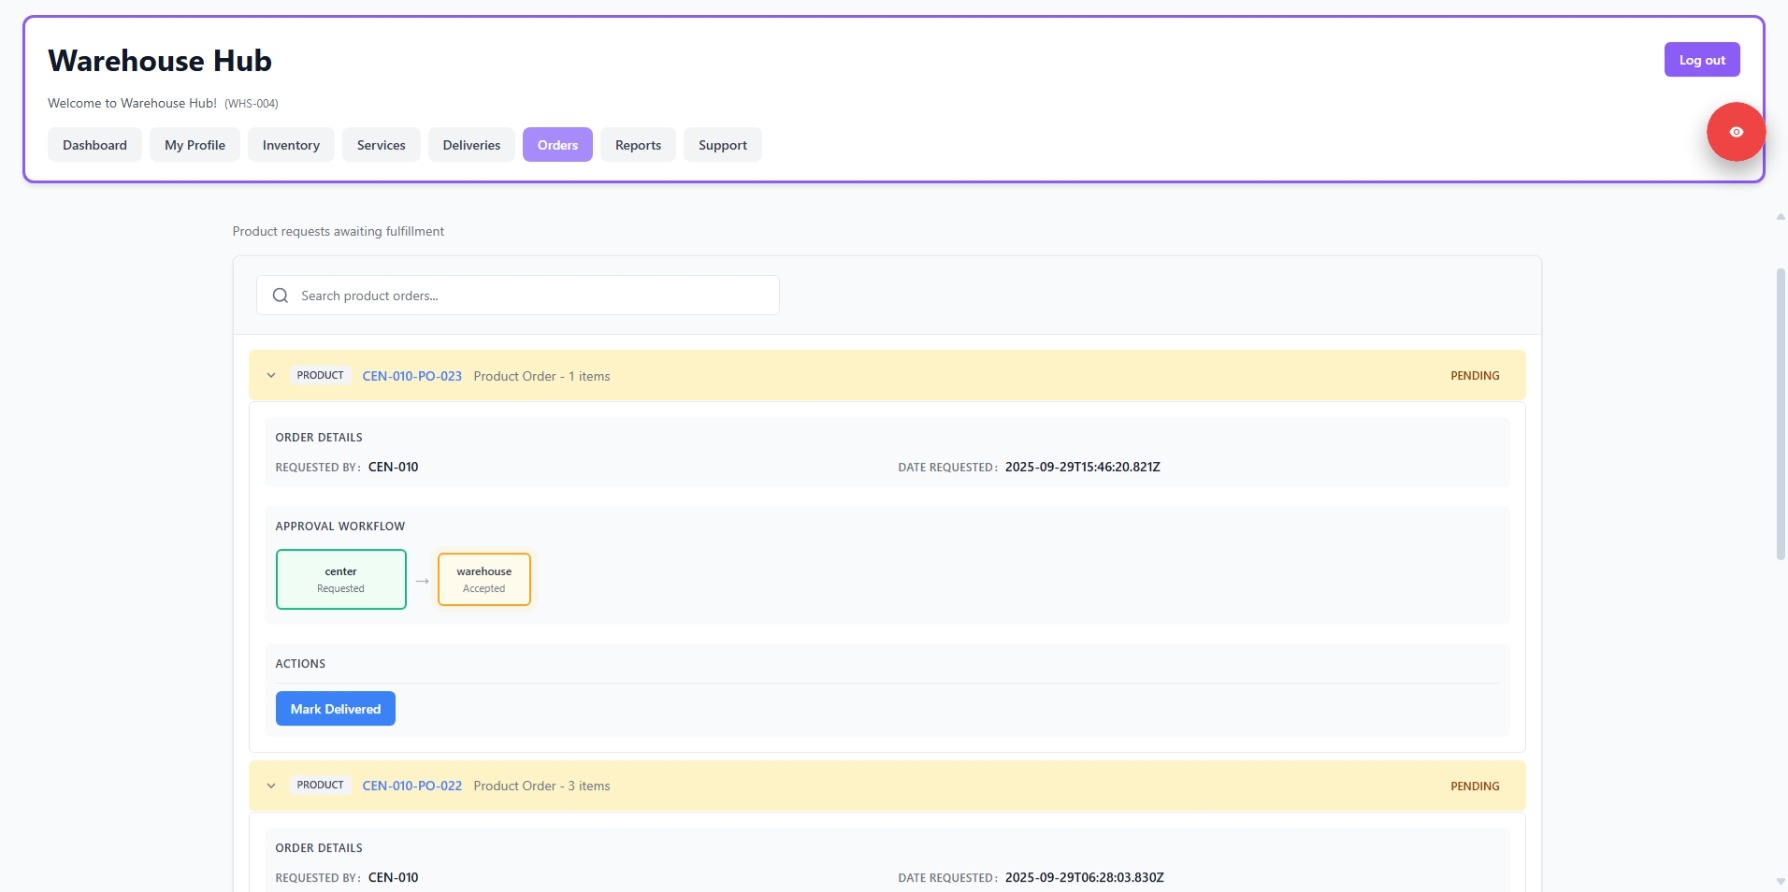 Warehouse Hub
Log out
Welcome to Warehouse Hub! (WHS-004)
Dashboard My Profile Inventory Services Deliveries Orders Reports Support
Product requests awaiting fulfillment
Search product orders...
PRODUCT CEN-010-PO-023 Product Order - 1 items PENDING
ORDER DETAILS
REQUESTED BY: CEN-010 DATE REQUESTED: 2025-09-29T15:46:20.821Z
APPROVAL WORKFLOW
center → warehouse
Requested Accepted
ACTIONS
Mark Delivered
PRODUCT CEN-010-PO-022 Product Order - 3 items PENDING
ORDER DETAILS
REQUESTED BY: CEN-010 DATE REQUESTED: 2025-09-29T06:28:03.830Z